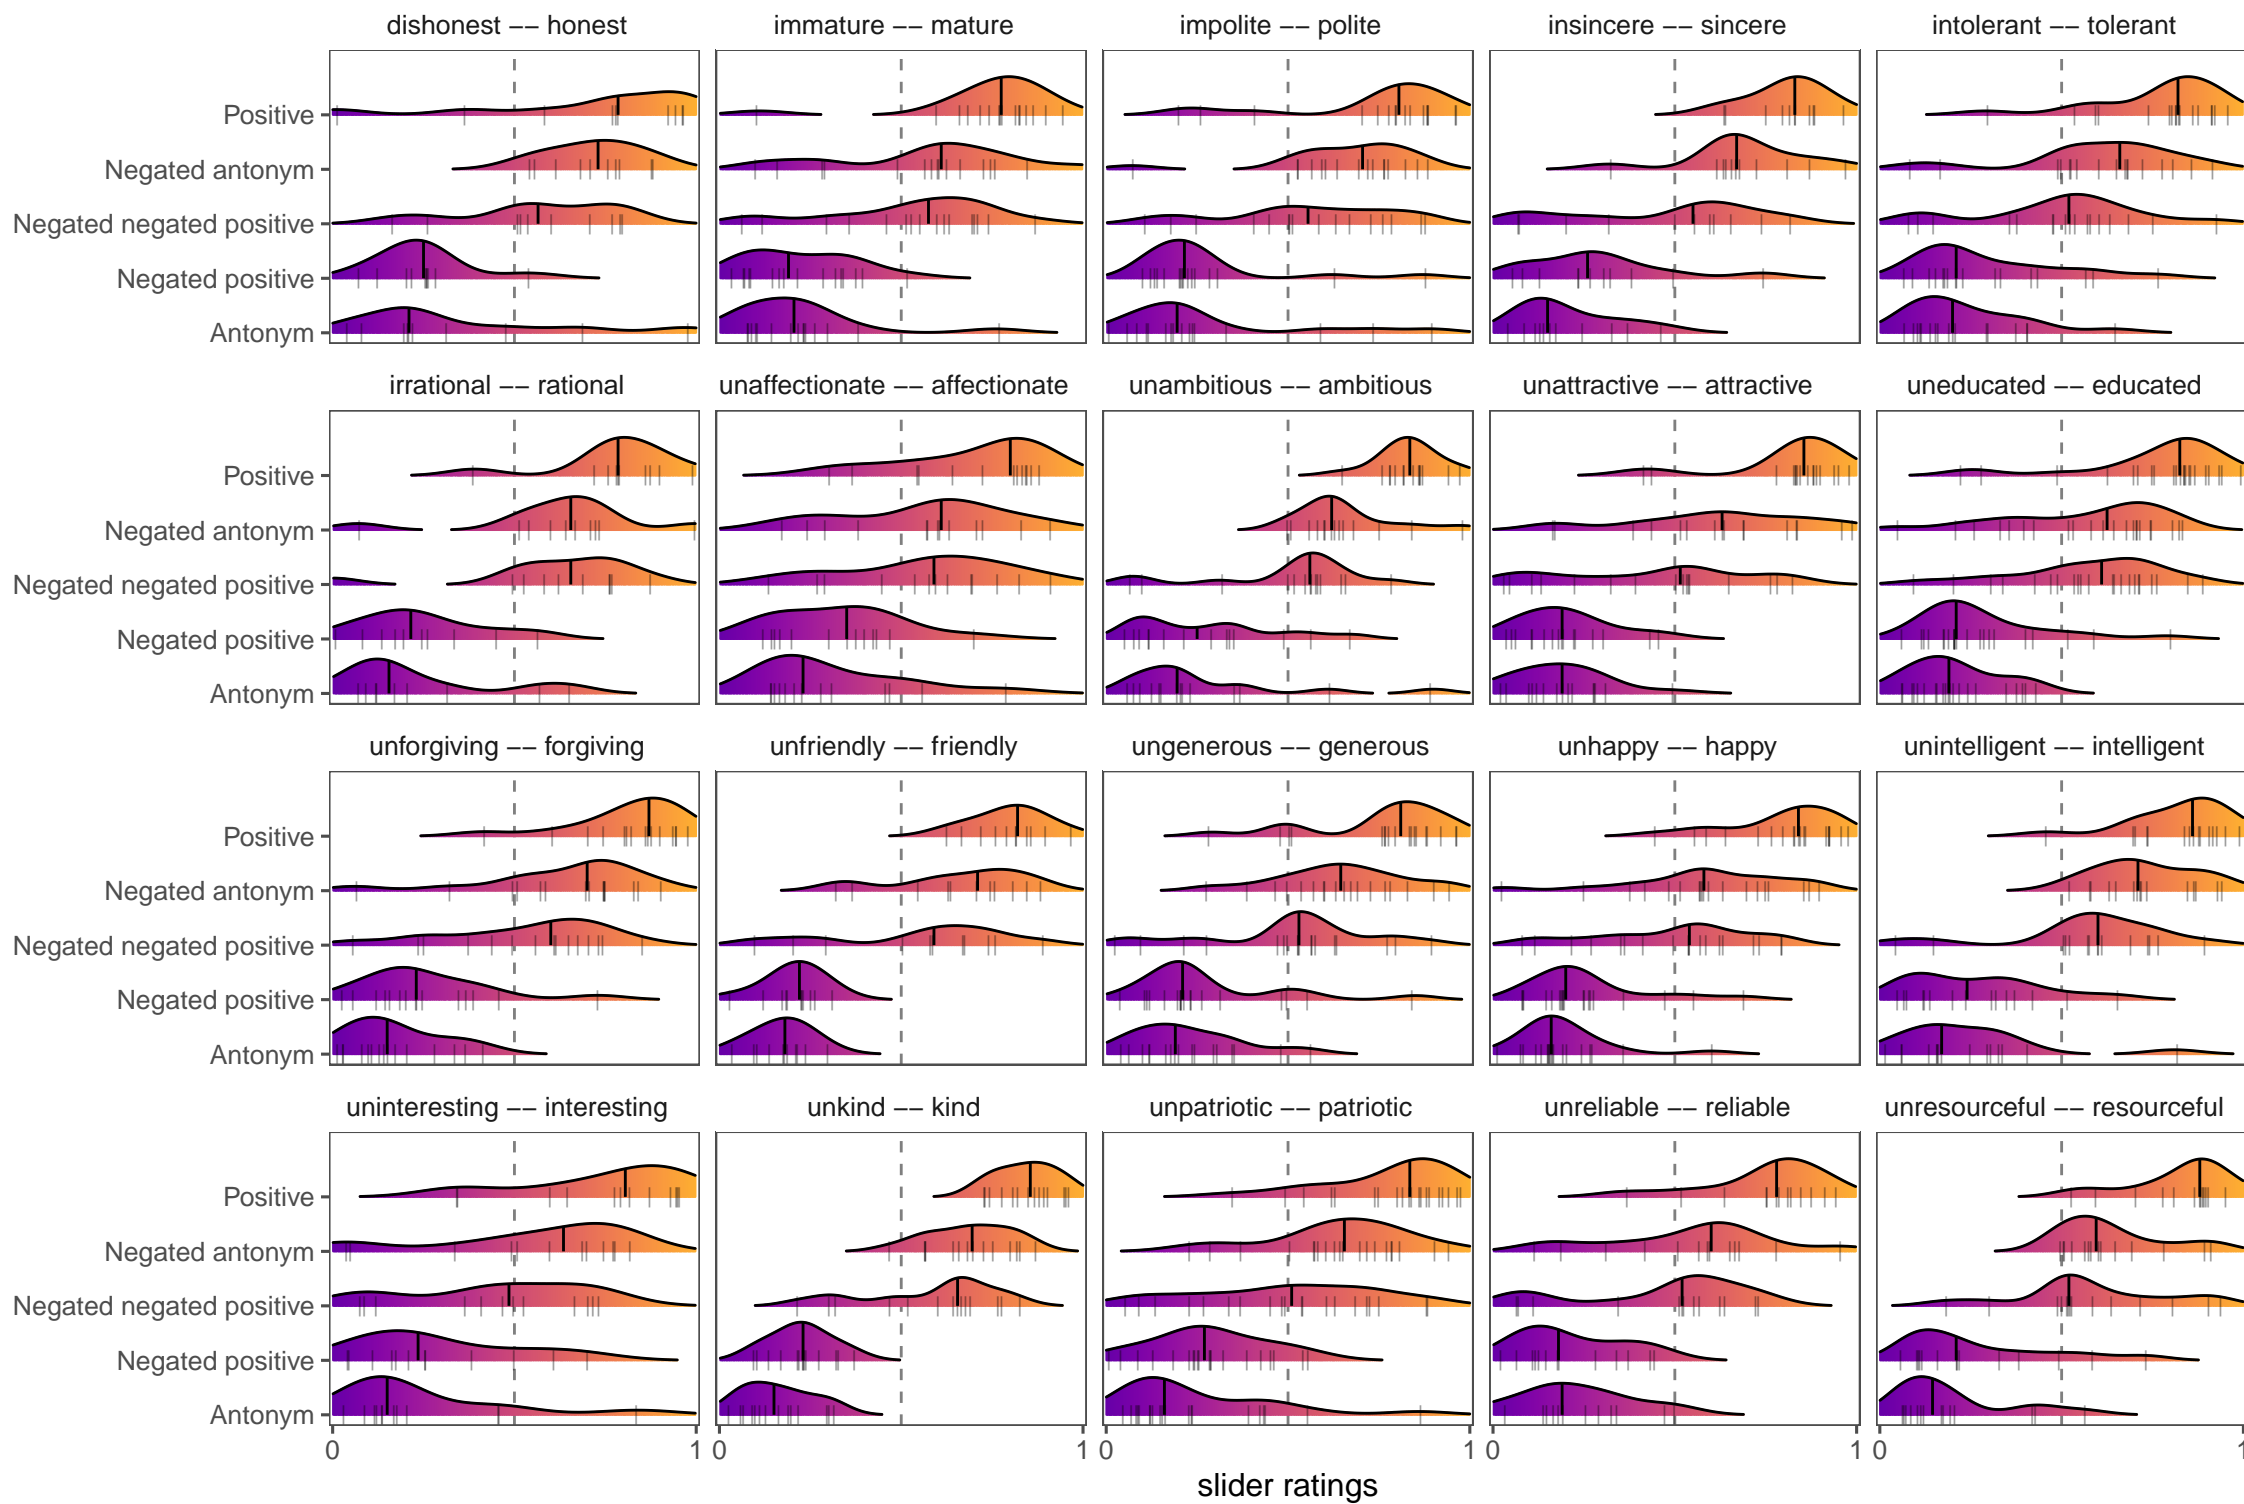 dishonest −− honest
immature −− mature
impolite −− polite
insincere −− sincere
intolerant −− tolerant
Positive
Negated antonym
Negated negated positive
Negated positive
Antonym
irrational −− rational
unaffectionate −− affectionate
unambitious −− ambitious
unattractive −− attractive
uneducated −− educated
Positive
Negated antonym
Negated negated positive
Negated positive
Antonym
unforgiving −− forgiving
unfriendly −− friendly
ungenerous −− generous
unhappy −− happy
unintelligent −− intelligent
Positive
Negated antonym
Negated negated positive
Negated positive
Antonym
uninteresting −− interesting
unkind −− kind
unpatriotic −− patriotic
unreliable −− reliable
unresourceful −− resourceful
Positive
Negated antonym
Negated negated positive
Negated positive
Antonym
0 1 0 1 0 1 0 1 0 1
slider ratings